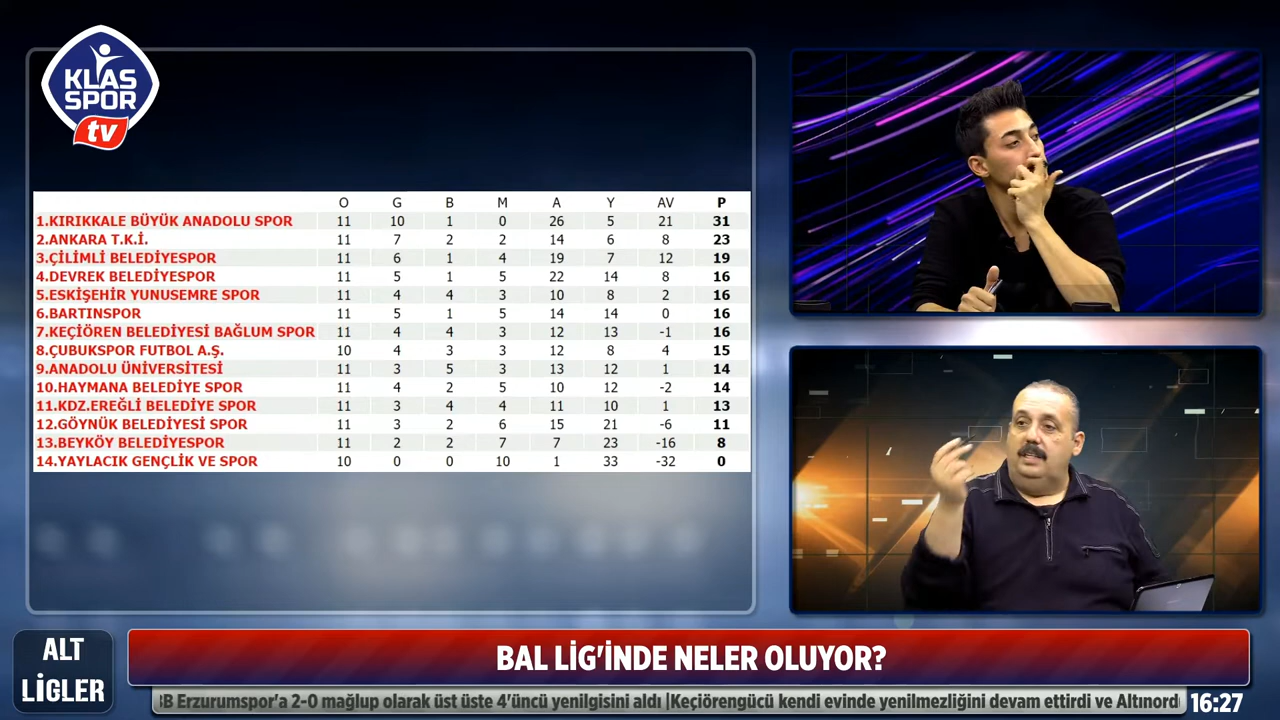 KLAS
SPOR
tv
O G B M A Y AV P
1.KIRIKKALE BÜYÜK ANADOLU SPOR 11 10 1 0 26 5 21 31
2.ANKARA T.K.İ. 11 7 2 2 14 6 8 23
3.ÇİLİMLİ BELEDİYESPOR 11 6 1 4 19 7 12 19
4.DEVREK BELEDİYESPOR 11 5 1 5 22 14 8 16
5.ESKİŞEHİR YUNUSEMRE SPOR 11 4 4 3 10 8 2 16
6.BARTINSPOR 11 5 1 5 14 14 0 16
7.KEÇİÖREN BELEDİYESİ BAĞLUM SPOR 11 4 4 3 12 13 -1 16
8.ÇUBUKSPOR FUTBOL A.Ş. 10 4 3 3 12 8 4 15
9.ANADOLU ÜNİVERSİTESİ 11 3 5 3 13 12 1 14
10.HAYMANA BELEDİYE SPOR 11 4 2 5 10 12 -2 14
11.KDZ.EREĞLİ BELEDİYE SPOR 11 3 4 4 11 10 1 13
12.GÖYNÜK BELEDİYESİ SPOR 11 3 2 6 15 21 -6 11
13.BEYKÖY BELEDİYESPOR 11 2 2 7 7 23 -16 8
14.YAYLACIK GENÇLİK VE SPOR 10 0 0 10 1 33 -32 0
ALT
LİGLER
BAL LİG'İNDE NELER OLUYOR?
BB Erzurumspor'a 2-0 mağlup olarak üst üste 4'üncü yenilgisini aldı |Keçiörengücü kendi evinde yenilmezliğini devam ettirdi ve Altınord
16:27